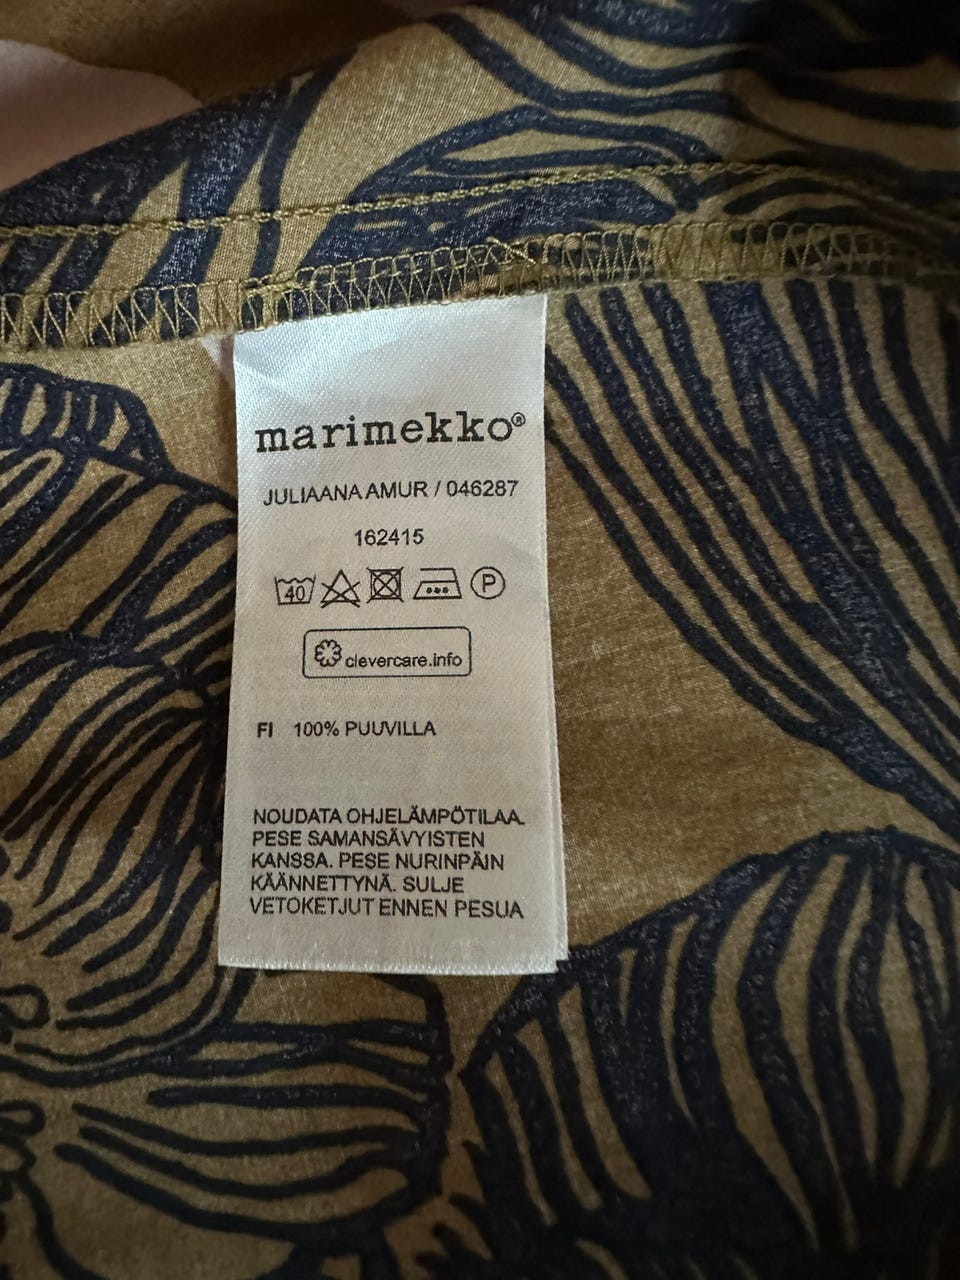 marimekko®
JULIAANA AMUR / 046287
162415
40 P
clevercare.info
FI 100% PUUVILLA
NOUDATA OHJELÄMPÖTILAA.
PESE SAMANSÄVYISTEN
KANSSA. PESE NURINPÄIN
KÄÄNNETTYNÄ. SULJE
VETOKETJUT ENNEN PESUA